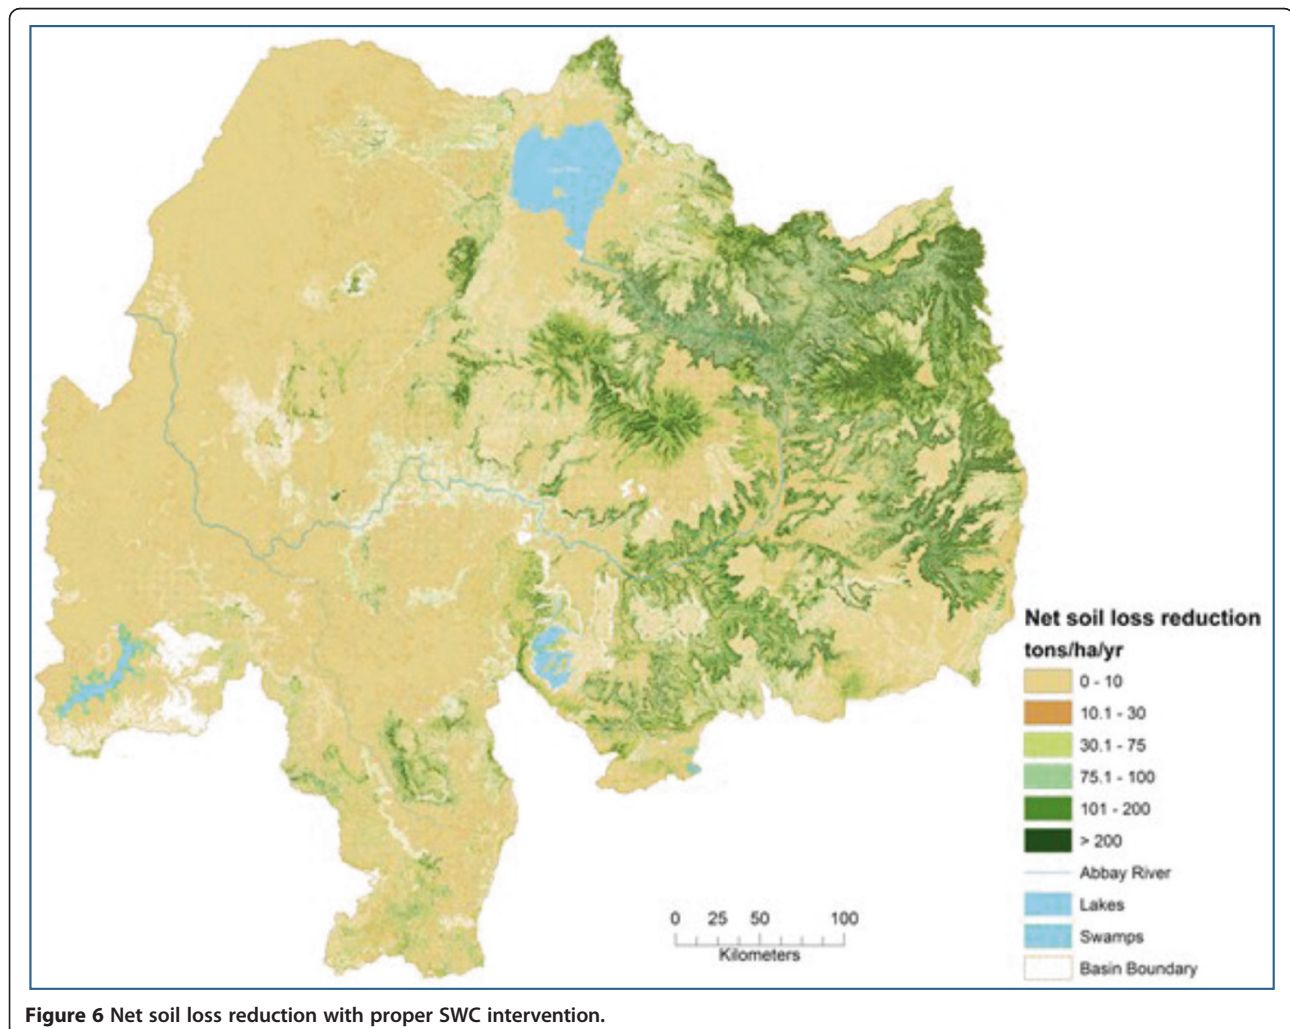 Net soil loss reduction
tons/ha/yr
0 - 10
10.1 - 30
30.1 - 75
75.1 - 100
101 - 200
> 200
Abbay River
Lakes
Swamps
Basin Boundary
0 25 50 100
Kilometers
Figure 6 Net soil loss reduction with proper SWC intervention.